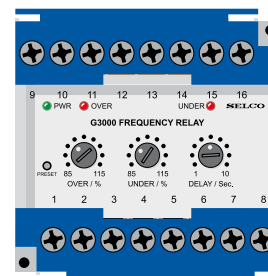 9 10 11 12 13 14 15 16
PWR OVER UNDER SELCO
G3000 FREQUENCY RELAY
PRESET 85 115 85 115 1 10
OVER / % UNDER / % DELAY / Sec.
1 2 3 4 5 6 7 8